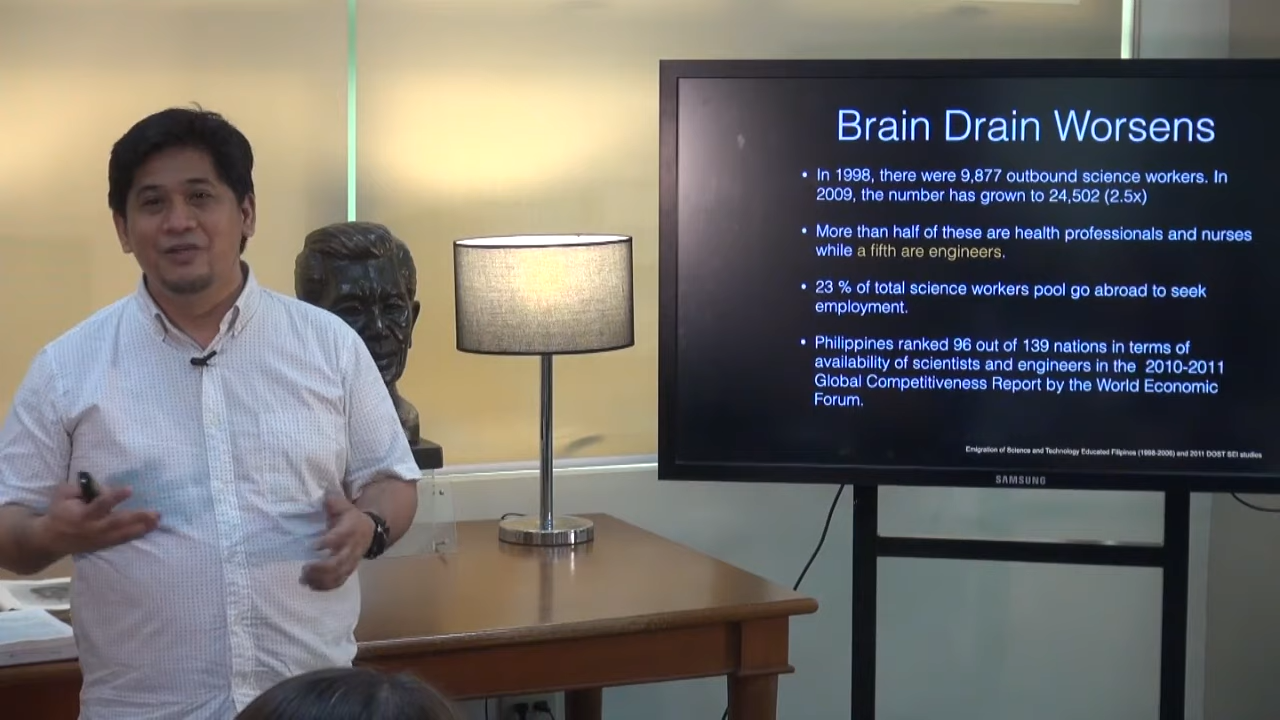 Brain Drain Worsens
• In 1998, there were 9,877 outbound science workers. In
2009, the number has grown to 24,502 (2.5x)
• More than half of these are health professionals and nurses
while a fifth are engineers.
• 23 % of total science workers pool go abroad to seek
employment.
• Philippines ranked 96 out of 139 nations in terms of
availability of scientists and engineers in the 2010-2011
Global Competitiveness Report by the World Economic
Forum.
Emigration of Science and Technology Educated Filipinos (1998-2006) and 2011 DOST SEI studies
SAMSUNG